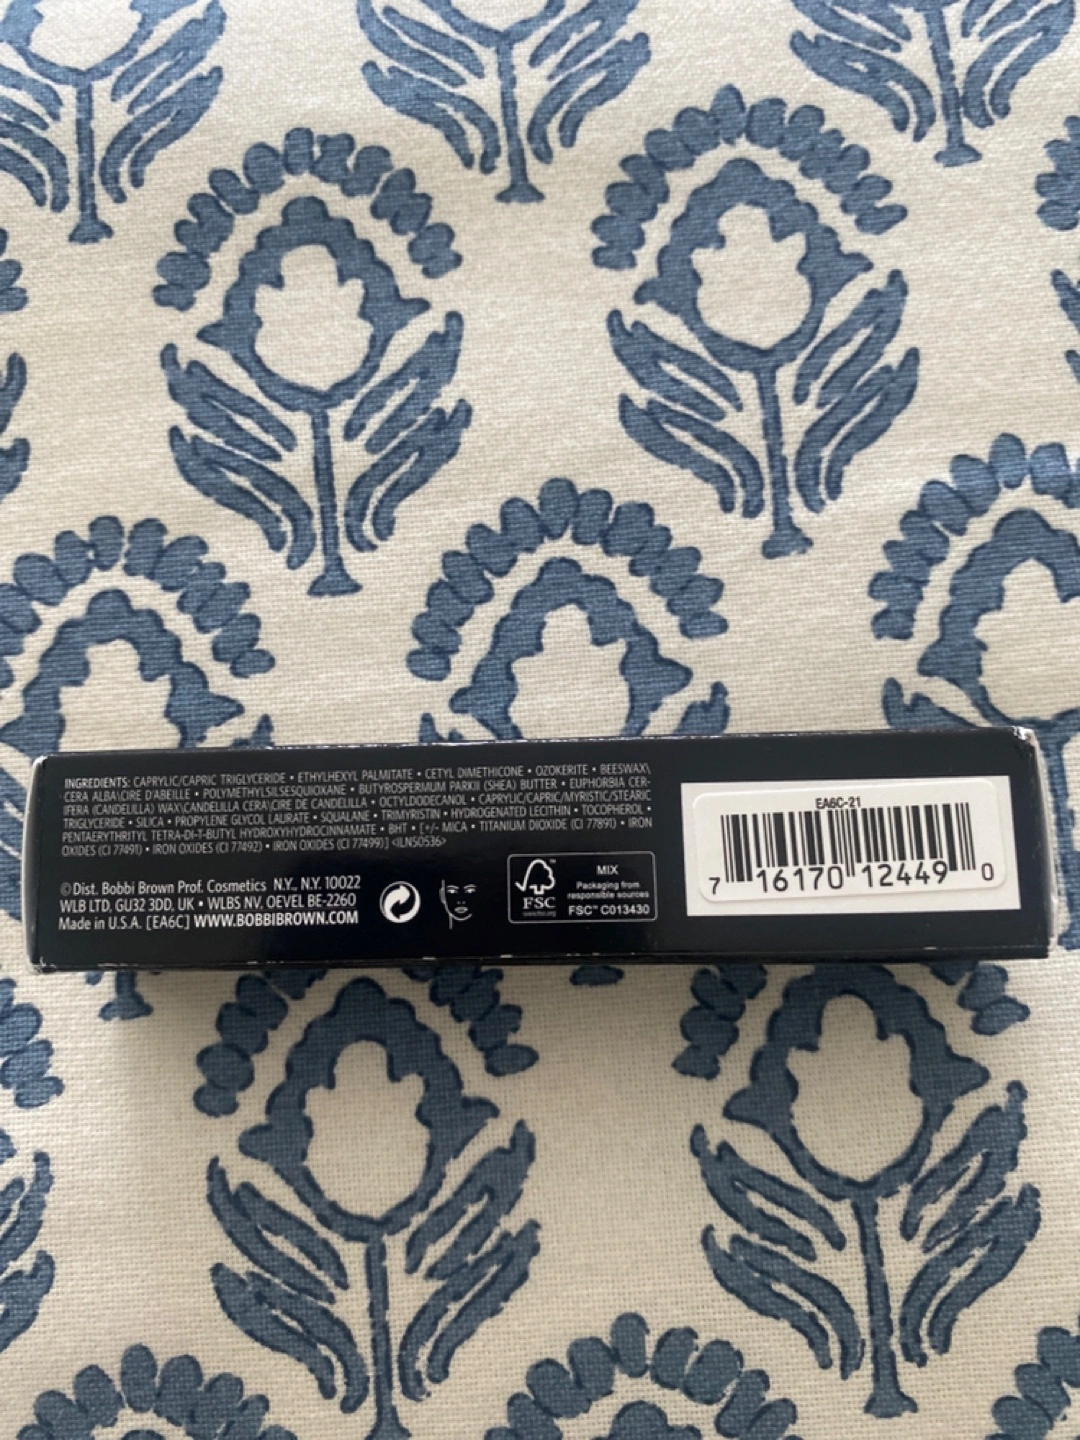 INGREDIENTS: CAPRYLIC/CAPRIC TRIGLYCERIDE • ETHYLHEXYL PALMITATE • CETYL DIMETHICONE • OZOKERITE • BEESWAX\
CERA ALBA\CIRE D'ABEILLE • POLYMETHYLSILSESQUIOXANE • BUTYROSPERMUM PARKII (SHEA) BUTTER • EUPHORBIA CER-
IFERA (CANDELILLA) WAX\CANDELILLA CERA\CIRE DE CANDELILLA • OCTYLDODECANOL • CAPRYLIC/CAPRIC/MYRISTIC/STEARIC
TRIGLYCERIDE • SILICA • PROPYLENE GLYCOL LAURATE • SQUALANE • TRIMYRISTIN • HYDROGENATED LECITHIN • TOCOPHEROL •
PENTAERYTHRITYL TETRA-DI-T-BUTYL HYDROXYHYDROCINNAMATE • BHT • [+/- MICA • TITANIUM DIOXIDE (CI 77891) • IRON
OXIDES (CI 77491) • IRON OXIDES (CI 77492) • IRON OXIDES (CI 77499)] <ILN50536>
©Dist. Bobbi Brown Prof. Cosmetics N.Y., N.Y. 10022
WLB LTD, GU32 3DD, UK • WLBS NV, OEVEL BE-2260
Made in U.S.A. [EA6C] WWW.BOBBIBROWN.COM
FSC
www.fsc.org
MIX
Packaging from
responsible sources
FSC™ C013430
EA6C-21
7 16170 12449 0